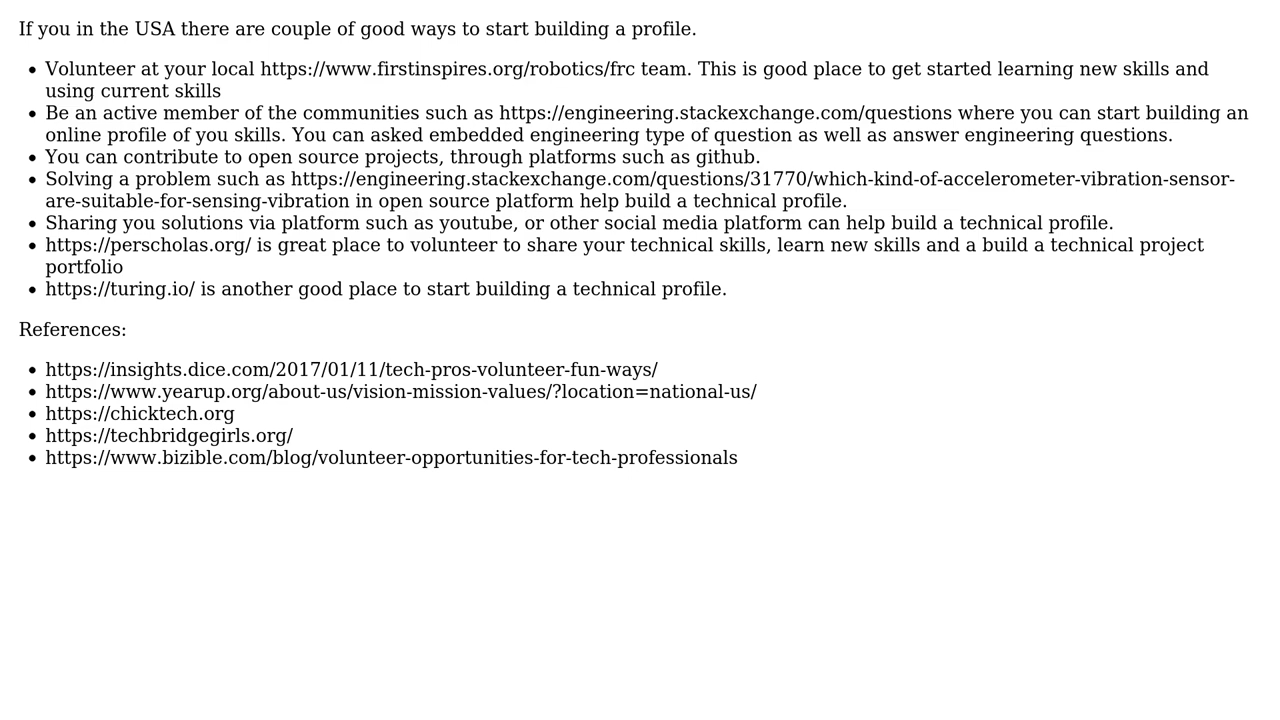 If you in the USA there are couple of good ways to start building a profile.
• Volunteer at your local https://www.firstinspires.org/robotics/frc team. This is good place to get started learning new skills and
using current skills
• Be an active member of the communities such as https://engineering.stackexchange.com/questions where you can start building an
online profile of you skills. You can asked embedded engineering type of question as well as answer engineering questions.
• You can contribute to open source projects, through platforms such as github.
• Solving a problem such as https://engineering.stackexchange.com/questions/31770/which-kind-of-accelerometer-vibration-sensor-
are-suitable-for-sensing-vibration in open source platform help build a technical profile.
• Sharing you solutions via platform such as youtube, or other social media platform can help build a technical profile.
• https://perscholas.org/ is great place to volunteer to share your technical skills, learn new skills and a build a technical project
portfolio
• https://turing.io/ is another good place to start building a technical profile.
References:
• https://insights.dice.com/2017/01/11/tech-pros-volunteer-fun-ways/
• https://www.yearup.org/about-us/vision-mission-values/?location=national-us/
• https://chicktech.org
• https://techbridgegirls.org/
• https://www.bizible.com/blog/volunteer-opportunities-for-tech-professionals